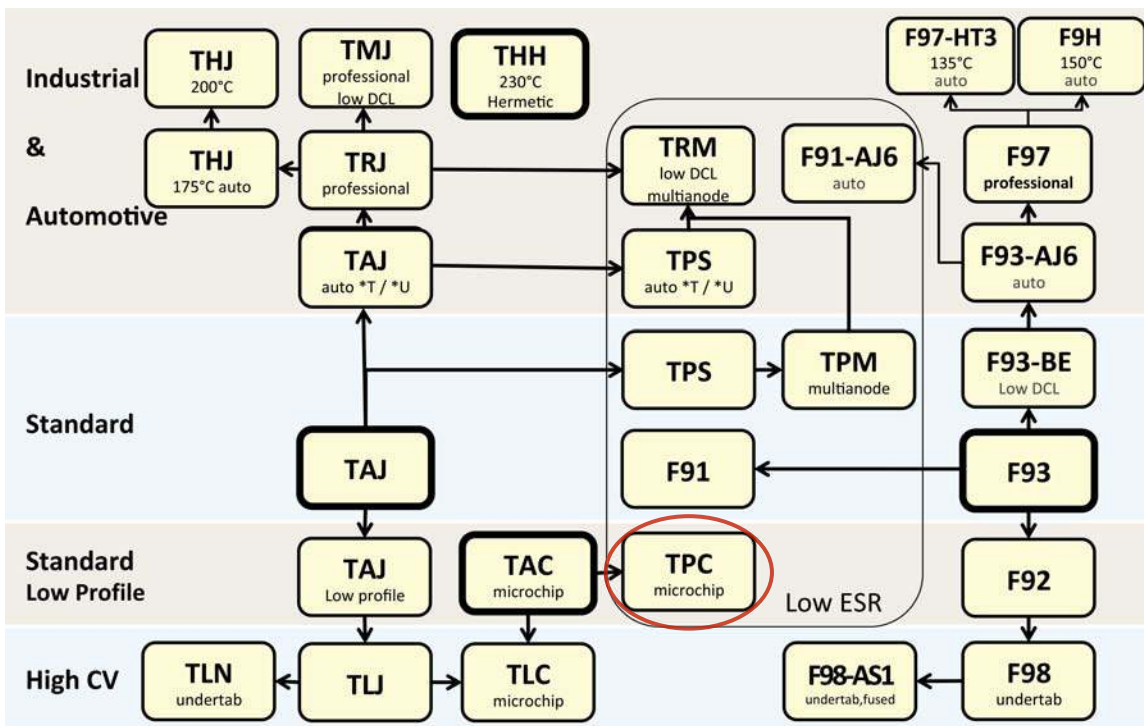 Industrial
&
Automotive
THJ
200°C
TMJ
professional
low DCL
THH
230°C
Hermetic
F97-HT3
135°C
auto
F9H
150°C
auto
THJ
175°C auto
TRJ
professional
TRM
low DCL
multianode
F91-AJ6
auto
F97
professional
TAJ
auto *T / *U
TPS
auto *T / *U
F93-AJ6
auto
Standard
TPS
TPM
multianode
F93-BE
Low DCL
TAJ
F91
F93
Standard
Low Profile
TAJ
Low profile
TAC
microchip
TPC
microchip
Low ESR
F92
High CV
TLN
undertab
TLJ
TLC
microchip
F98-AS1
undertab,fused
F98
undertab